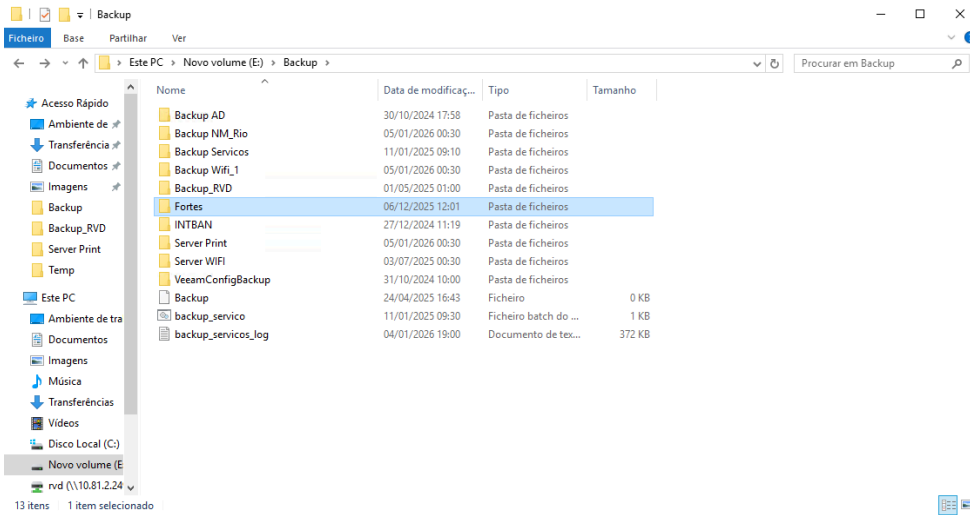 Backup
Ficheiro Base Partilhar Ver
Este PC Novo volume (E:) Backup Procurar em Backup
Nome Data de modificaç... Tipo Tamanho
Acesso Rápido
Ambiente de
Transferência
Documentos
Imagens
Backup
Backup_RVD
Server Print
Temp
Este PC
Ambiente de tra
Documentos
Imagens
Música
Transferências
Vídeos
Disco Local (C:)
Novo volume (E
rvd (\\10.81.2.24
Backup AD 30/10/2024 17:58 Pasta de ficheiros
Backup NM_Rio 05/01/2026 00:30 Pasta de ficheiros
Backup Servicos 11/01/2025 09:10 Pasta de ficheiros
Backup Wifi_1 05/01/2026 00:30 Pasta de ficheiros
Backup_RVD 01/05/2025 01:00 Pasta de ficheiros
Fortes 06/12/2025 12:01 Pasta de ficheiros
INTBAN 27/12/2024 11:19 Pasta de ficheiros
Server Print 05/01/2026 00:30 Pasta de ficheiros
Server WIFI 03/07/2025 00:30 Pasta de ficheiros
VeeamConfigBackup 31/10/2024 10:00 Pasta de ficheiros
Backup 24/04/2025 16:43 Ficheiro 0 KB
backup_servico 11/01/2025 09:30 Ficheiro batch do ... 1 KB
backup_servicos_log 04/01/2026 19:00 Documento de tex... 372 KB
13 itens 1 item selecionado